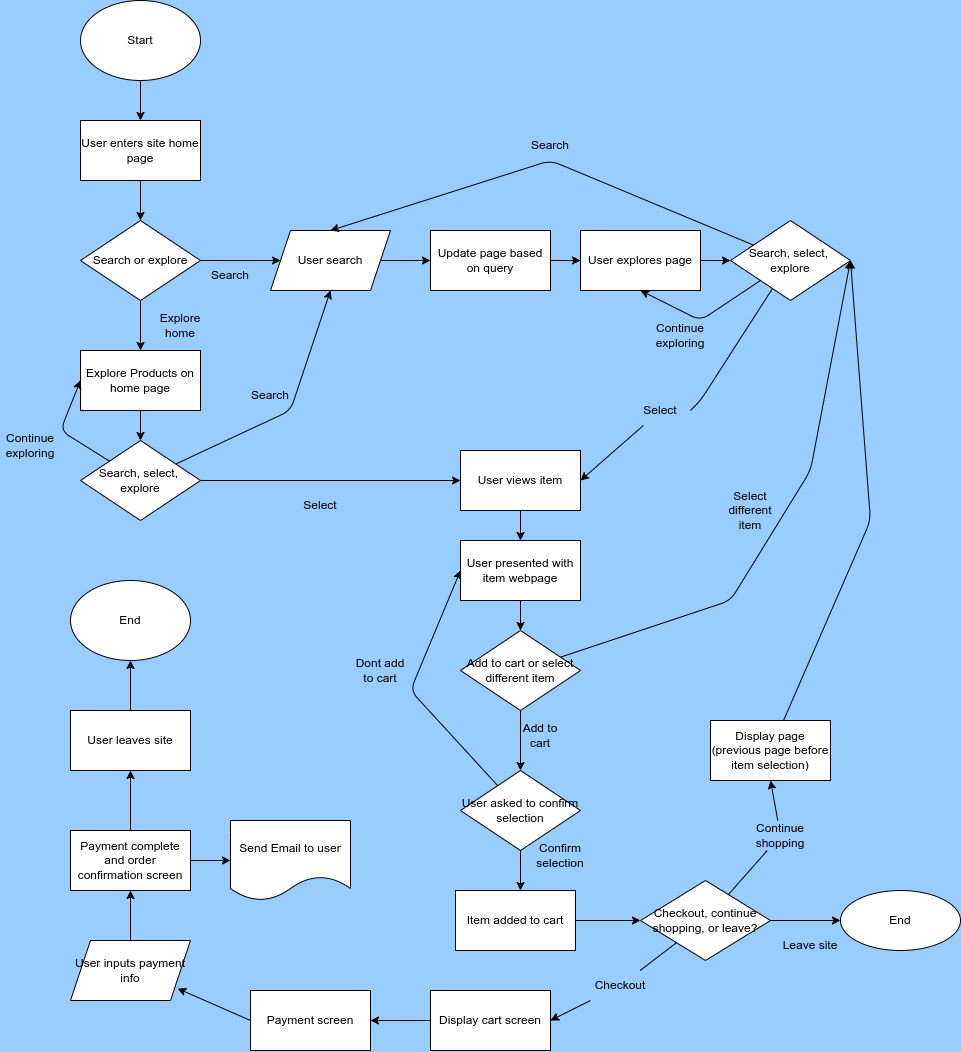 Start
User enters site home
page
Search
Search or explore
Search
User search
Update page based
on query
User explores page
Search, select,
explore
Explore
home
Continue
exploring
Explore Products on
home page
Search
Select
Continue
exploring
Search, select,
explore
Select
User views item
Select
different
item
User presented with
item webpage
End
Dont add
to cart
Add to cart or select
different item
User leaves site
Add to
cart
Display page
(previous page before
item selection)
User asked to confirm
selection
Payment complete
and order
confirmation screen
Send Email to user
Confirm
selection
Continue
shopping
Item added to cart
Checkout, continue
shopping, or leave?
End
Leave site
User inputs payment
info
Checkout
Payment screen
Display cart screen